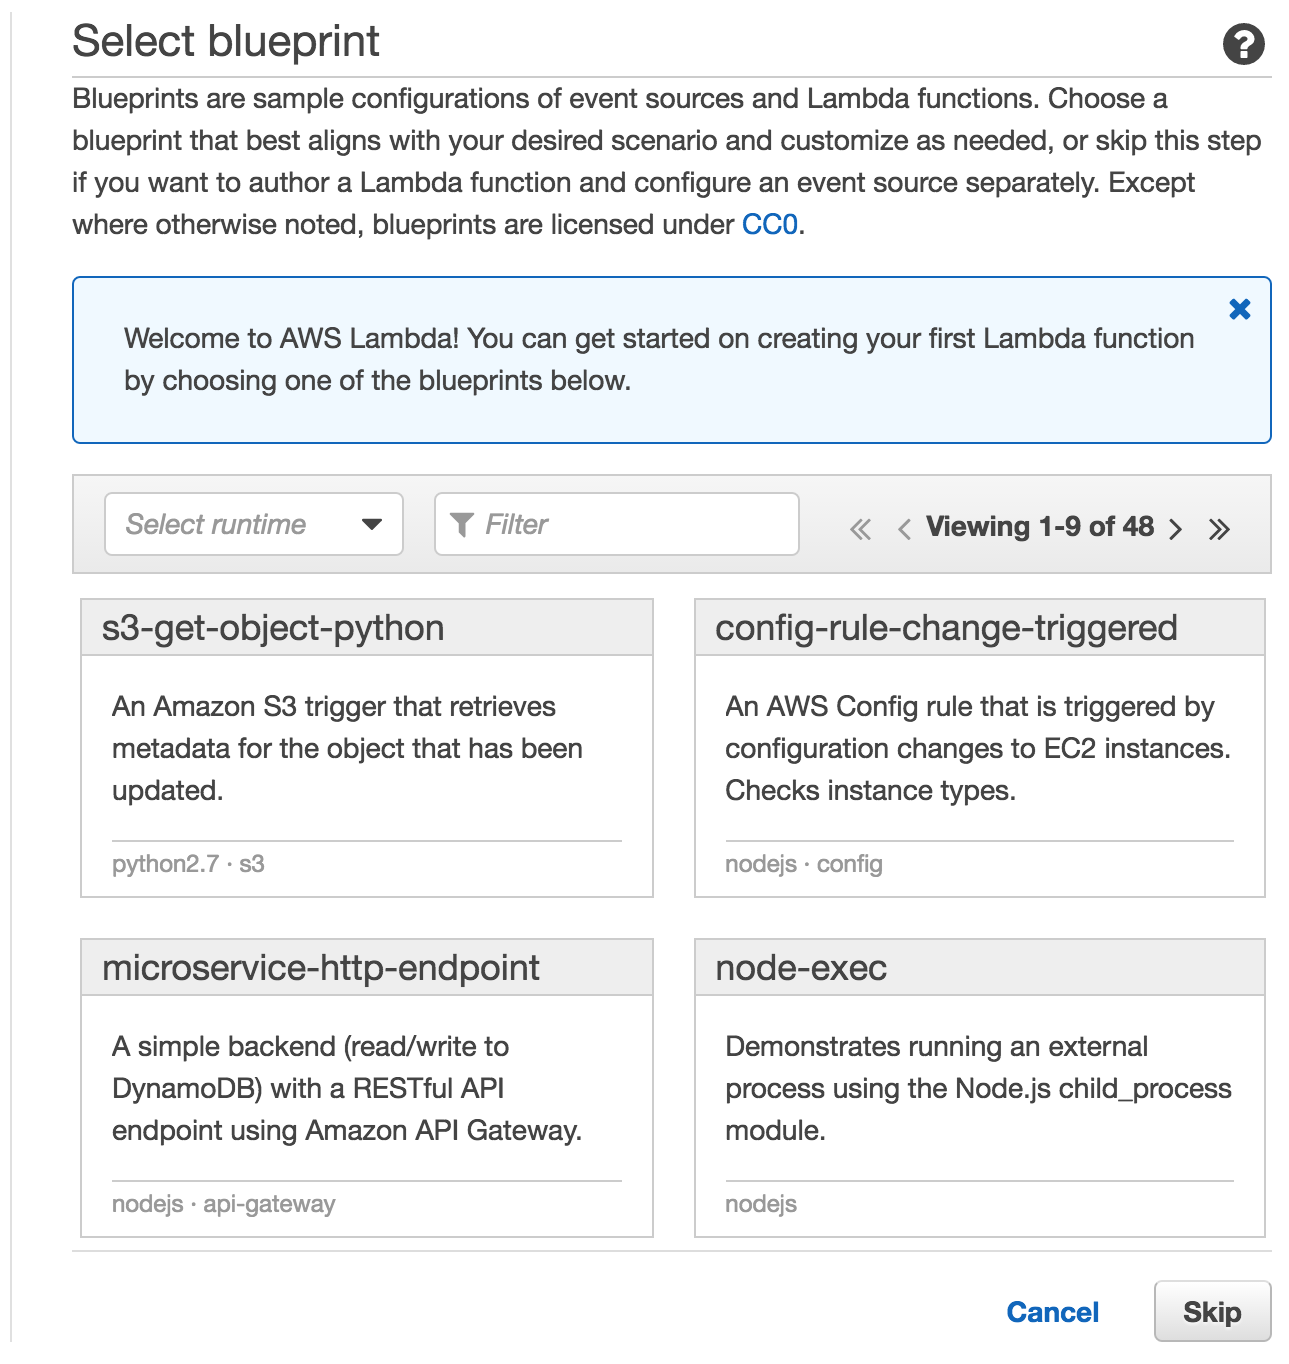 Select blueprint
?
Blueprints are sample configurations of event sources and Lambda functions. Choose a
blueprint that best aligns with your desired scenario and customize as needed, or skip this step
if you want to author a Lambda function and configure an event source separately. Except
where otherwise noted, blueprints are licensed under CC0.
Welcome to AWS Lambda! You can get started on creating your first Lambda function
by choosing one of the blueprints below.
Select runtime
Filter
« ‹ Viewing 1-9 of 48 › »
s3-get-object-python
An Amazon S3 trigger that retrieves
metadata for the object that has been
updated.
python2.7 · s3
config-rule-change-triggered
An AWS Config rule that is triggered by
configuration changes to EC2 instances.
Checks instance types.
nodejs · config
microservice-http-endpoint
A simple backend (read/write to
DynamoDB) with a RESTful API
endpoint using Amazon API Gateway.
nodejs · api-gateway
node-exec
Demonstrates running an external
process using the Node.js child_process
module.
nodejs
Cancel
Skip